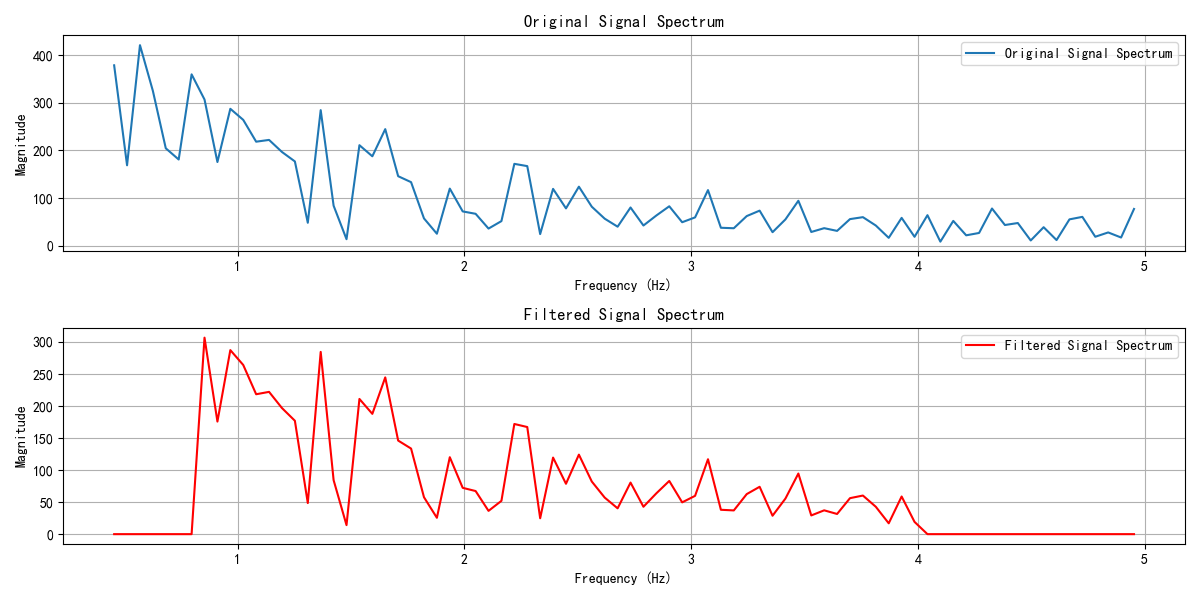 Original Signal Spectrum
400
300
200
100
0
Magnitude
Original Signal Spectrum
1 2 3 4 5
Frequency (Hz)
Filtered Signal Spectrum
300
250
200
150
100
50
0
Magnitude
Filtered Signal Spectrum
1 2 3 4 5
Frequency (Hz)